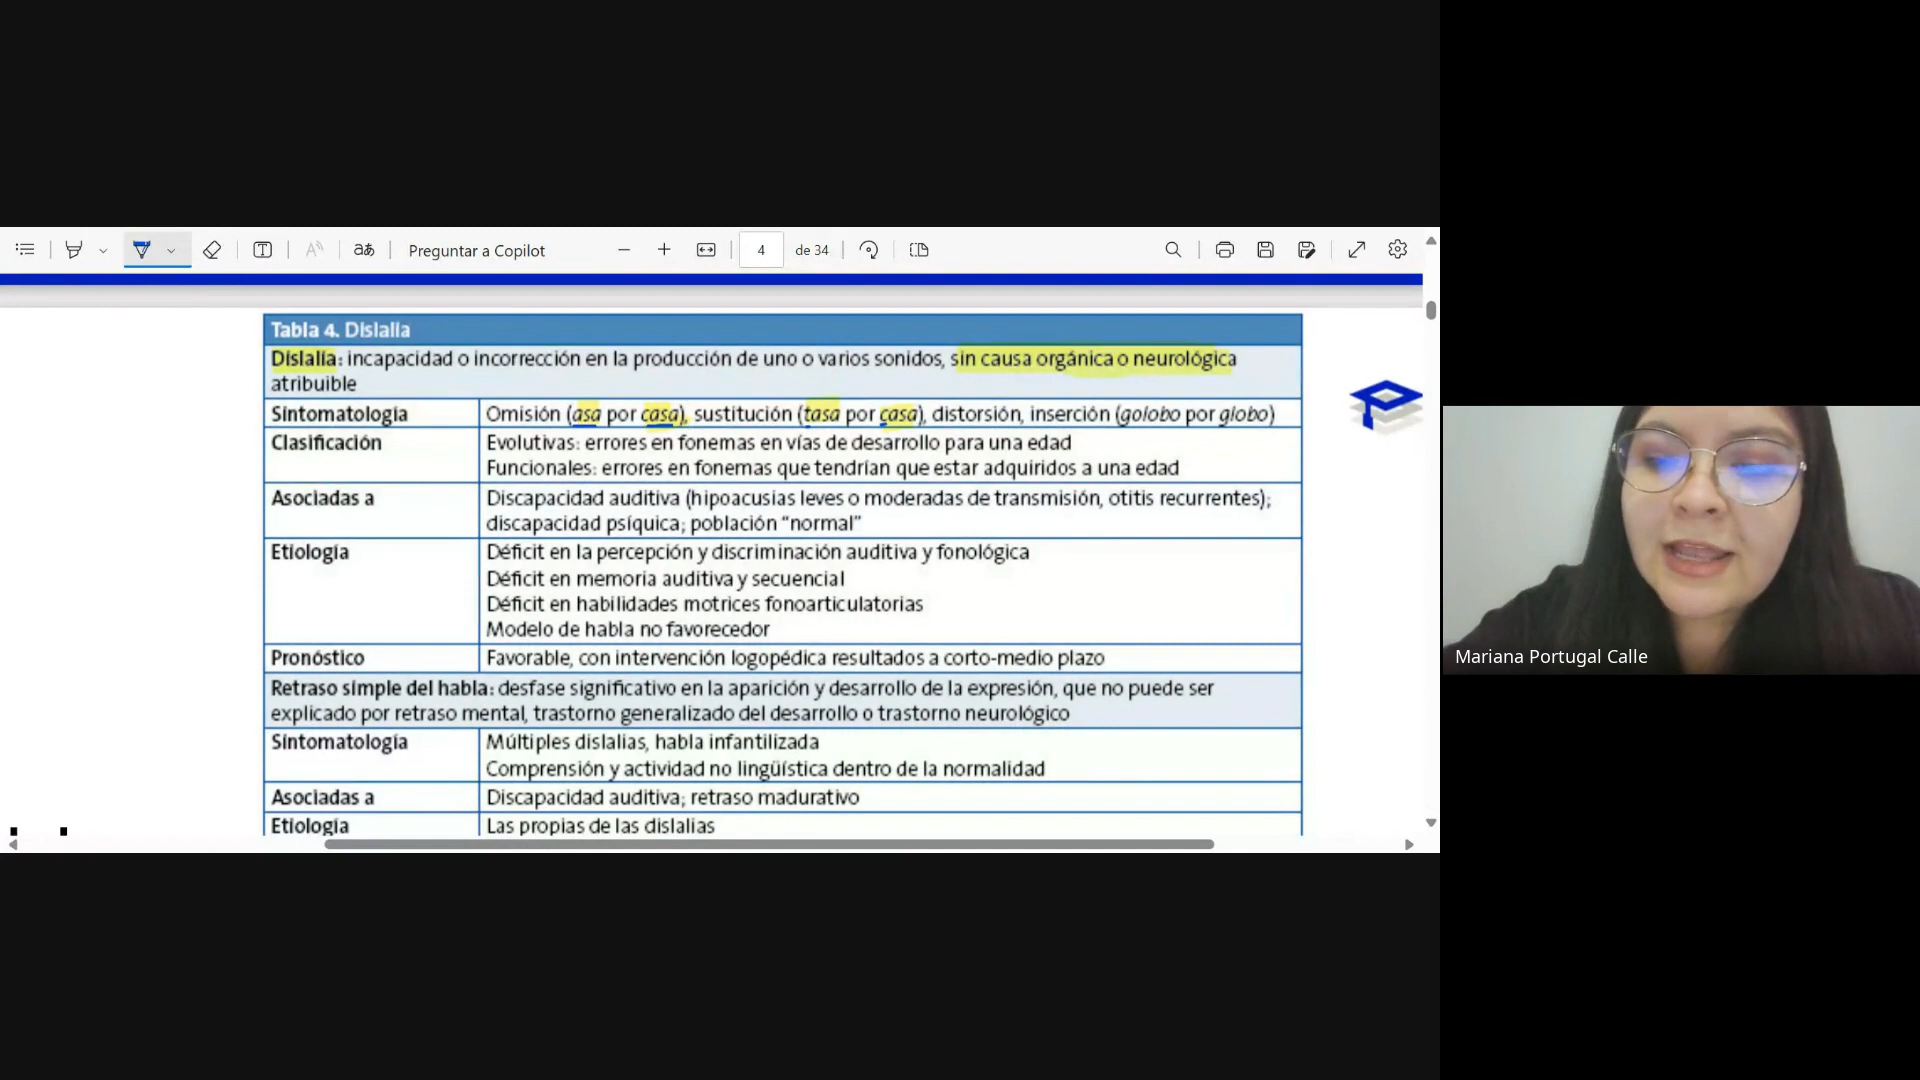 Preguntar a Copilot
4 de 34
Tabla 4. Dislalia
Dislalia: incapacidad o incorrección en la producción de uno o varios sonidos, sin causa orgánica o neurológica
atribuible
Sintomatología Omisión (asa por casa), sustitución (tasa por casa), distorsión, inserción (golobo por globo)
Clasificación Evolutivas: errores en fonemas en vías de desarrollo para una edad
Funcionales: errores en fonemas que tendrían que estar adquiridos a una edad
Asociadas a Discapacidad auditiva (hipoacusias leves o moderadas de transmisión, otitis recurrentes);
discapacidad psíquica; población "normal"
Etiología Déficit en la percepción y discriminación auditiva y fonológica
Déficit en memoria auditiva y secuencial
Déficit en habilidades motrices fonoarticulatorias
Modelo de habla no favorecedor
Pronóstico Favorable, con intervención logopédica resultados a corto-medio plazo
Retraso simple del habla: desfase significativo en la aparición y desarrollo de la expresión, que no puede ser
explicado por retraso mental, trastorno generalizado del desarrollo o trastorno neurológico
Sintomatología Múltiples dislalias, habla infantilizada
Comprensión y actividad no lingüística dentro de la normalidad
Asociadas a Discapacidad auditiva; retraso madurativo
Etiología Las propias de las dislalias
Mariana Portugal Calle